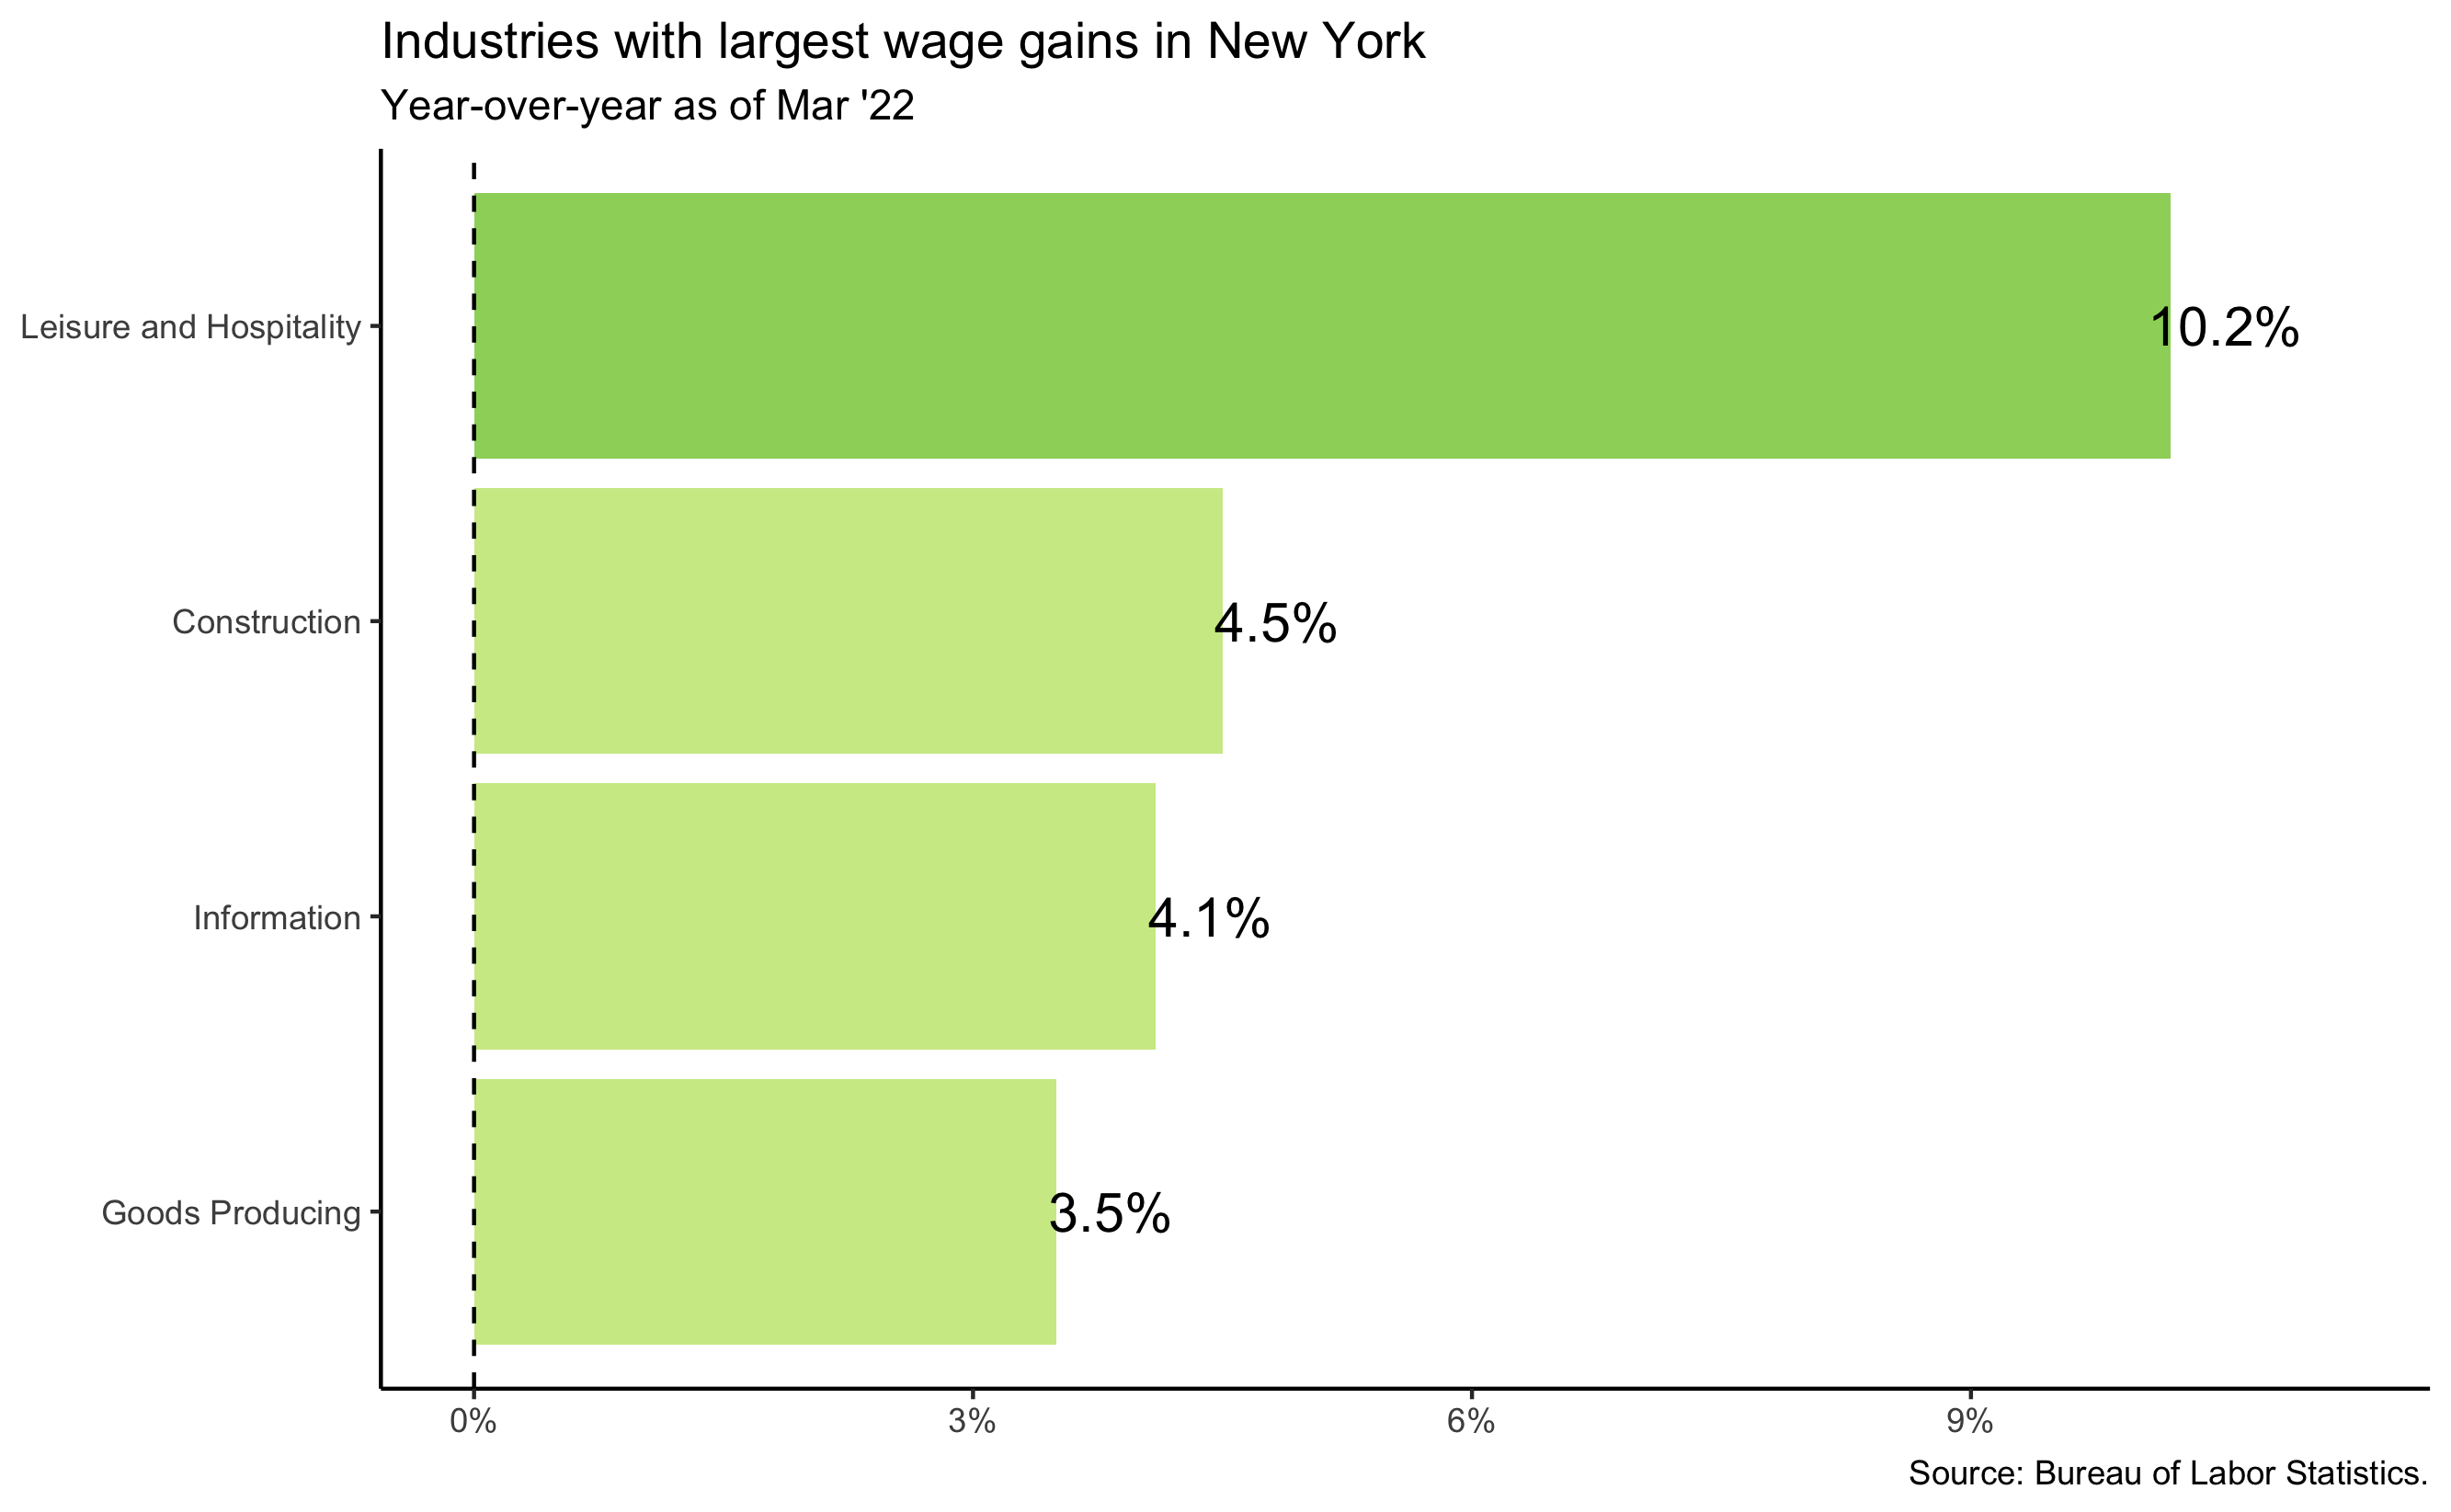 Industries with largest wage gains in New York
Year-over-year as of Mar '22
Leisure and Hospitality
10.2%
Construction
4.5%
Information
4.1%
Goods Producing
3.5%
0%
3%
6%
9%
Source: Bureau of Labor Statistics.